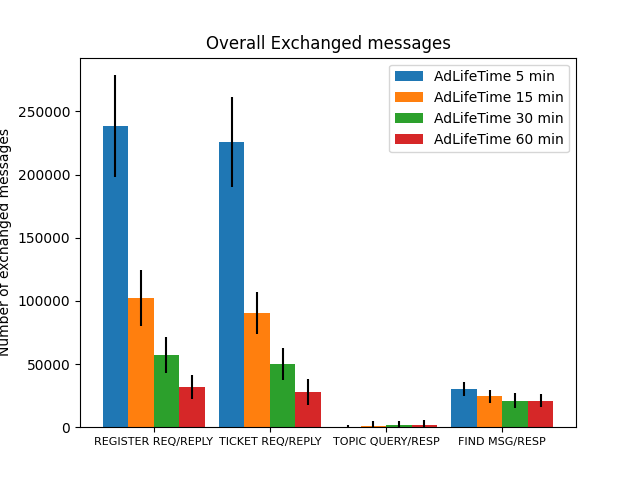 Overall Exchanged messages
AdLifeTime 5 min
AdLifeTime 15 min
AdLifeTime 30 min
AdLifeTime 60 min
Number of exchanged messages
250000
200000
150000
100000
50000
0
REGISTER REQ/REPLY TICKET REQ/REPLY TOPIC QUERY/RESP FIND MSG/RESP